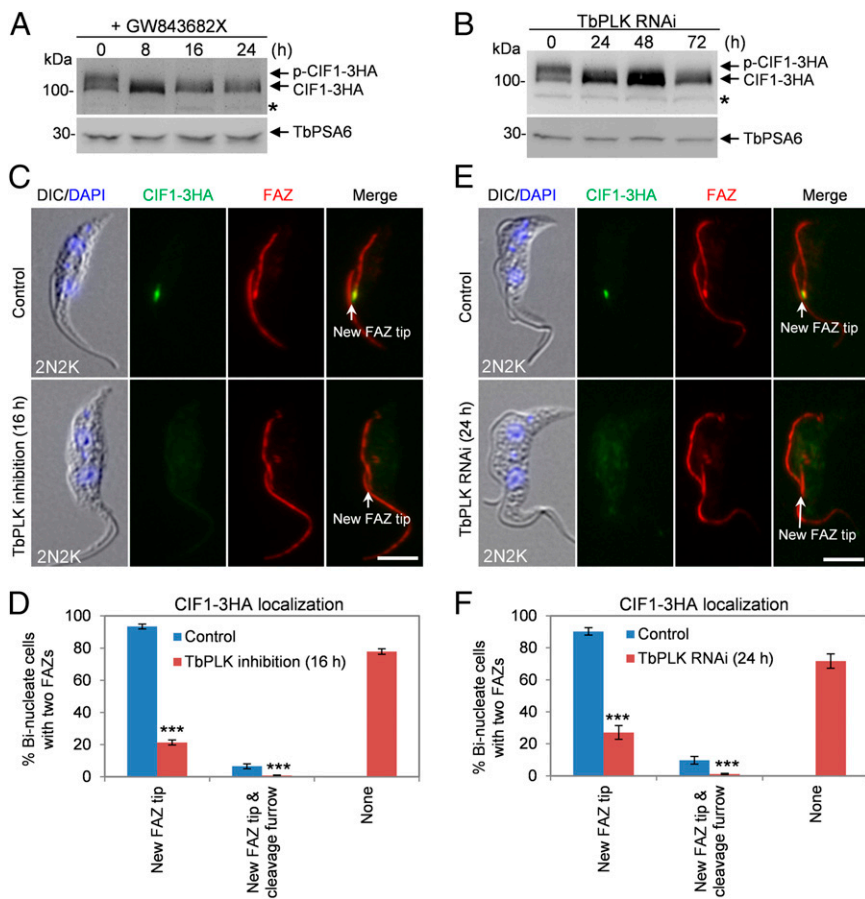 A
+ GW843682X
kDa
0 8 16 24 (h)
p-CIF1-3HA
100-
CIF1-3HA
*
30-
TbPSA6
B
TbPLK RNAi
kDa
0 24 48 72 (h)
p-CIF1-3HA
100-
CIF1-3HA
*
30-
TbPSA6
C
DIC/DAPI CIF1-3HA FAZ Merge
Control
2N2K
New FAZ tip
TbPLK inhibition (16 h)
2N2K
New FAZ tip
E
DIC/DAPI CIF1-3HA FAZ Merge
Control
2N2K
New FAZ tip
TbPLK RNAi (24 h)
2N2K
New FAZ tip
D
CIF1-3HA localization
% Bi-nucleate cells
with two FAZs
100
80
60
40
20
0
Control
TbPLK inhibition (16 h)
***
***
New FAZ tip
New FAZ tip &
cleavage furrow
None
F
CIF1-3HA localization
% Bi-nucleate cells
with two FAZs
100
80
60
40
20
0
Control
TbPLK RNAi (24 h)
***
***
New FAZ tip
New FAZ tip &
cleavage furrow
None